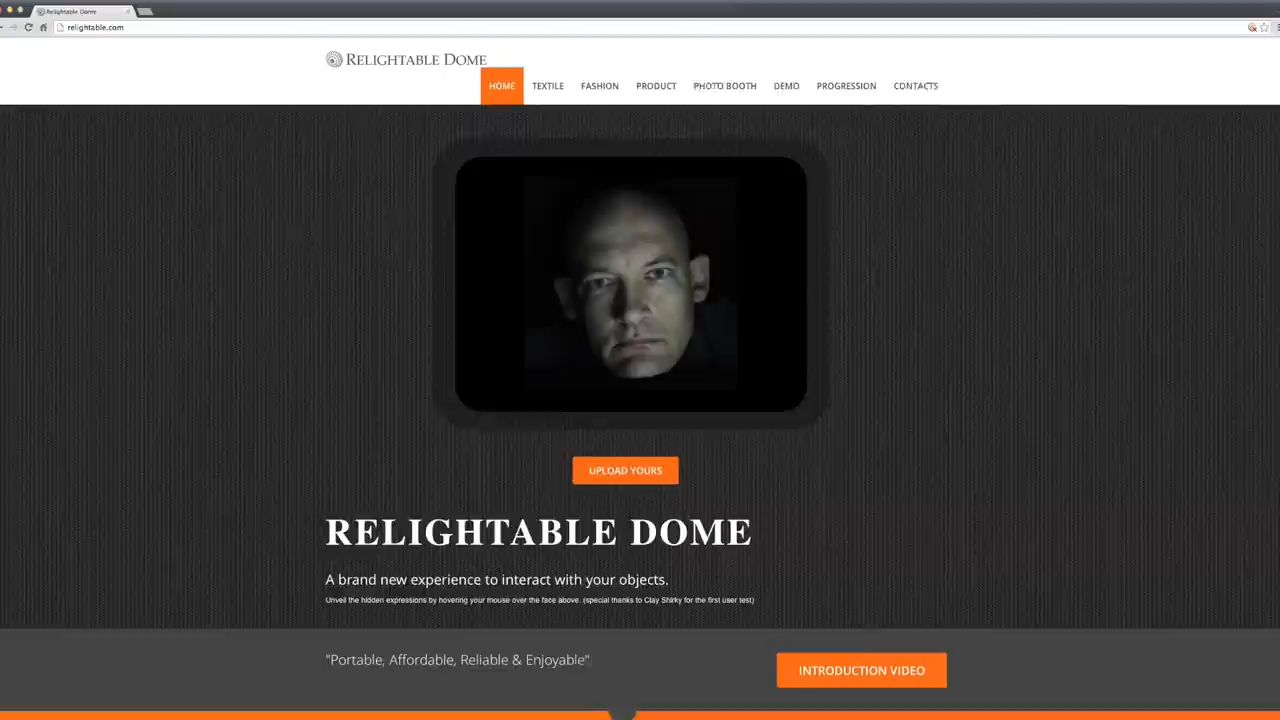 Relightable Dome
relightable.com
RELIGHTABLE DOME
HOME TEXTILE FASHION PRODUCT PHOTO BOOTH DEMO PROGRESSION CONTACTS
UPLOAD YOURS
RELIGHTABLE DOME
A brand new experience to interact with your objects.
Unveil the hidden expressions by hovering your mouse over the face above. (special thanks to Clay Shirky for the first user test)
"Portable, Affordable, Reliable & Enjoyable"
INTRODUCTION VIDEO